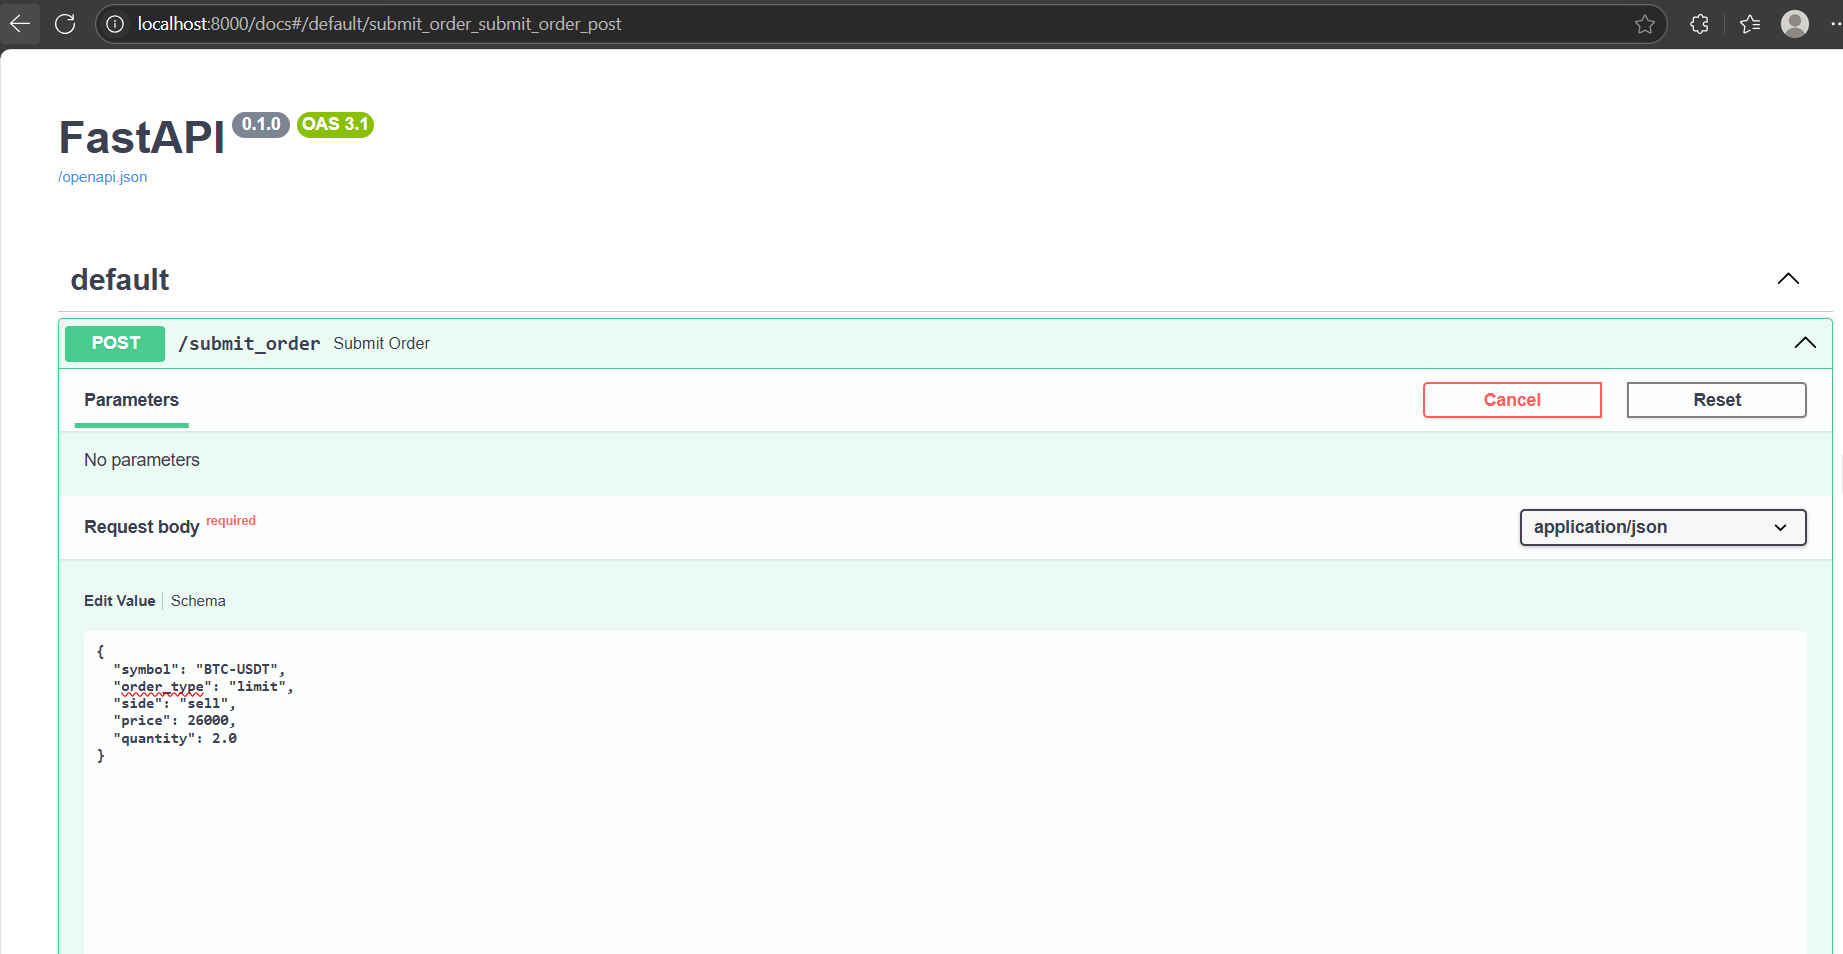 localhost:8000/docs#/default/submit_order_submit_order_post
FastAPI 0.1.0 OAS 3.1
/openapi.json
default
POST /submit_order Submit Order
Parameters Cancel Reset
No parameters
Request body required application/json
Edit Value Schema
{
  "symbol": "BTC-USDT",
  "order_type": "limit",
  "side": "sell",
  "price": 26000,
  "quantity": 2.0
}